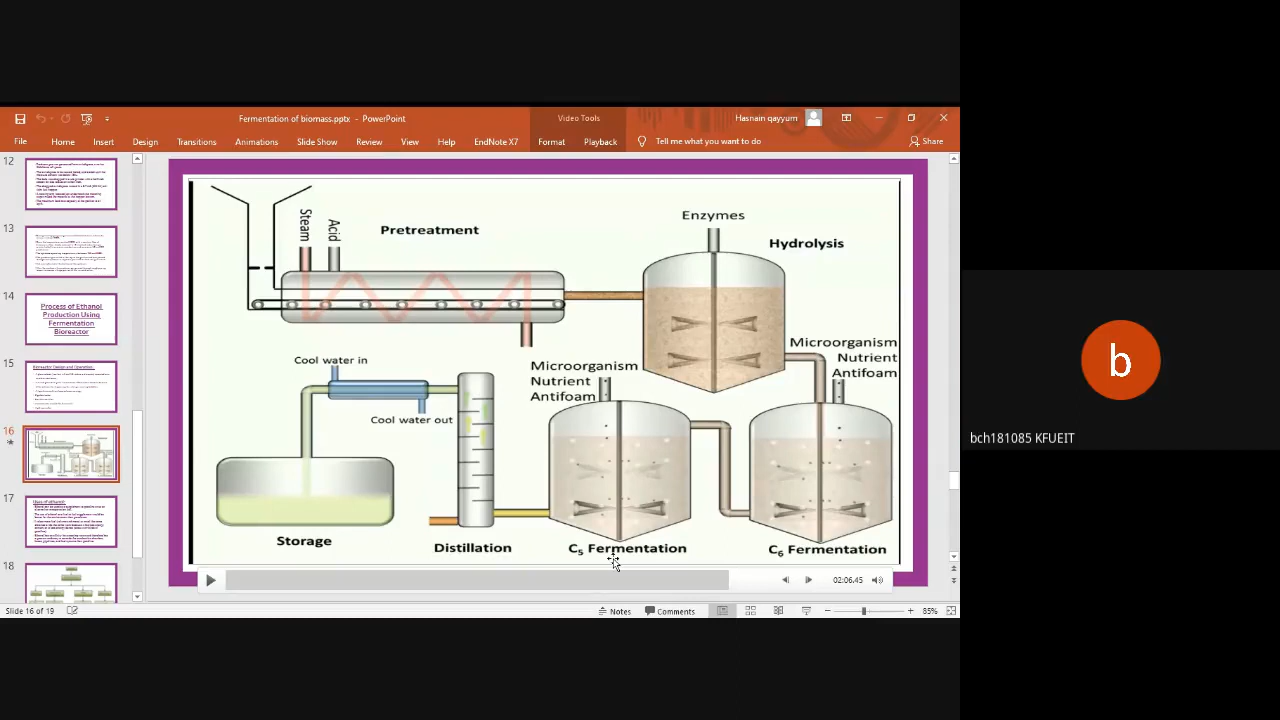 Fermentation of biomass.pptx - PowerPoint
Video Tools
Hasnain qayyum
File
Home
Insert
Design
Transitions
Animations
Slide Show
Review
View
Help
EndNote X7
Format
Playback
Tell me what you want to do
Share
12
13
14
Process of Ethanol
Production Using
Fermentation
Bioreactor
15
16
17
Uses of ethanol:
18
Steam
Acid
Pretreatment
Enzymes
Hydrolysis
Microorganism
Nutrient
Antifoam
Cool water in
Cool water out
Microorganism
Nutrient
Antifoam
Storage
Distillation
C5 Fermentation
C6 Fermentation
02:06.45
Slide 16 of 19
Notes
Comments
85%
b
bch181085 KFUEIT